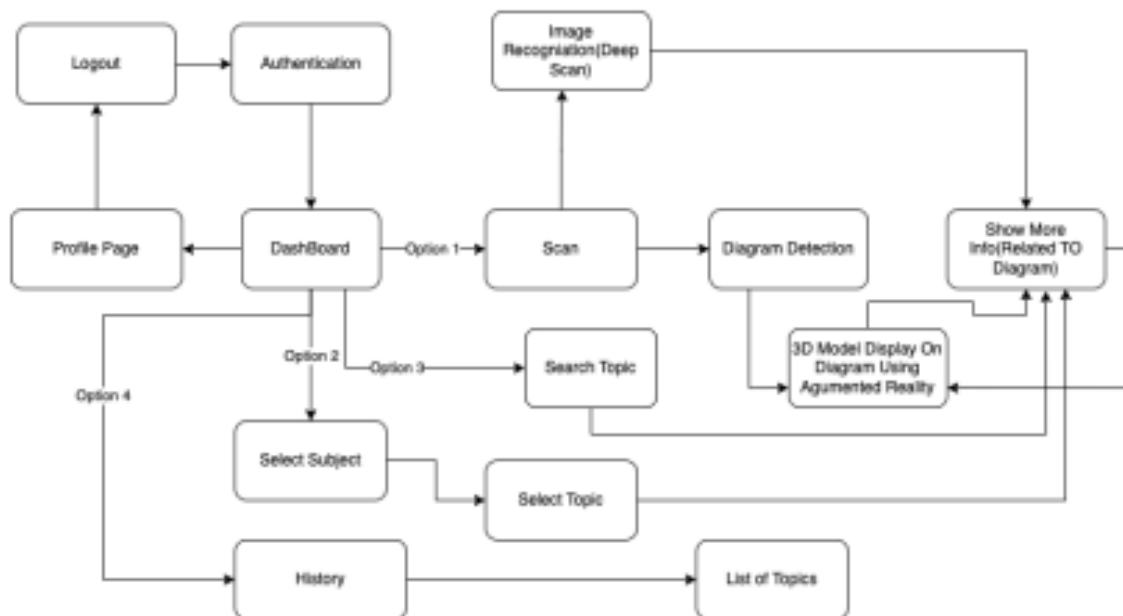 Image
Recogniation(Deep
Scan)
Logout
Authentication
Profile Page
DashBoard
Option 1
Scan
Diagram Detection
Show More
Info(Related TO
Diagram)
Option 2
Option 3
Search Topic
3D Model Display On
Diagram Using
Agumented Reality
Option 4
Select Subject
Select Topic
History
List of Topics